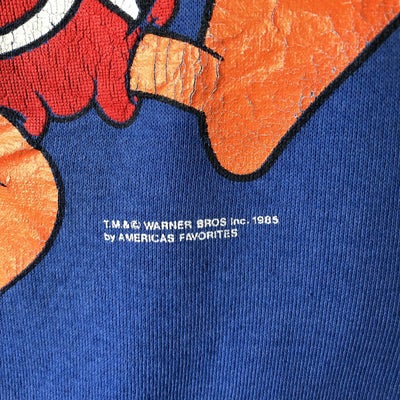 T.M.&© WARNER BROS Inc. 1985
by AMERICAS FAVORITES